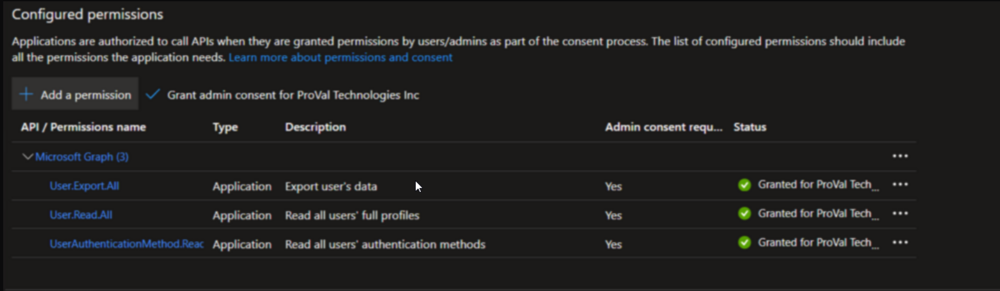 Configured permissions
Applications are authorized to call APIs when they are granted permissions by users/admins as part of the consent process. The list of configured permissions should include
all the permissions the application needs. Learn more about permissions and consent
Add a permission Grant admin consent for ProVal Technologies Inc
API / Permissions name Type Description Admin consent requ... Status
Microsoft Graph (3) ...
User.Export.All Application Export user's data Yes Granted for ProVal Tech_ ...
User.Read.All Application Read all users' full profiles Yes Granted for ProVal Tech_ ...
UserAuthenticationMethod.Reac Application Read all users' authentication methods Yes Granted for ProVal Tech_ ...